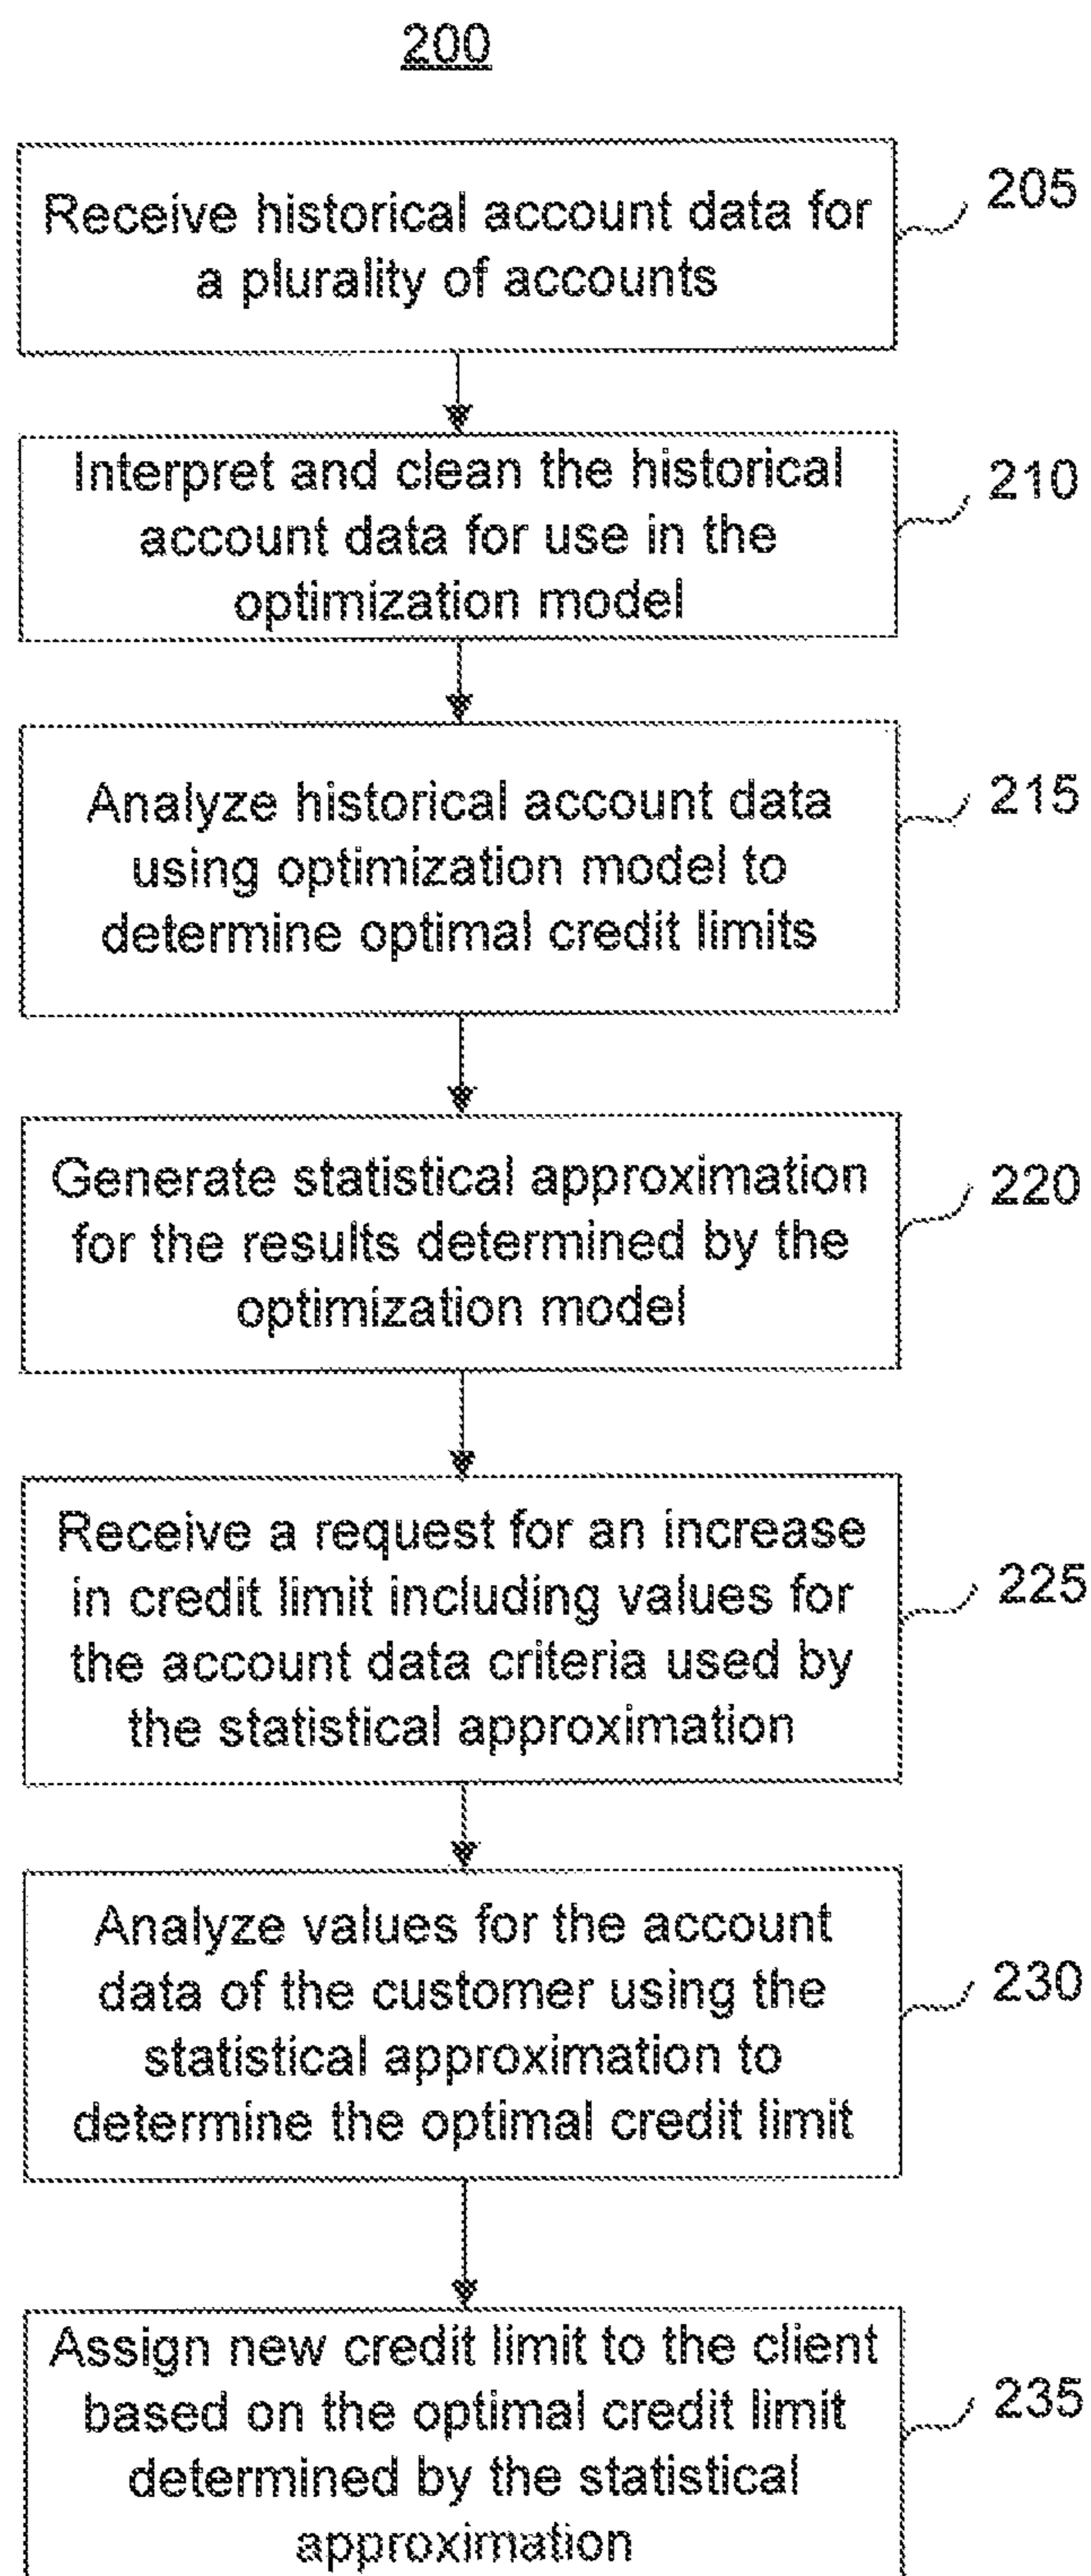 200
Receive historical account data for
a plurality of accounts
205
Interpret and clean the historical
account data for use in the
optimization model
210
Analyze historical account data
using optimization model to
determine optimal credit limits
215
Generate statistical approximation
for the results determined by the
optimization model
220
Receive a request for an increase
in credit limit including values for
the account data criteria used by
the statistical approximation
225
Analyze values for the account
data of the customer using the
statistical approximation to
determine the optimal credit limit
230
Assign new credit limit to the client
based on the optimal credit limit
determined by the statistical
approximation
235